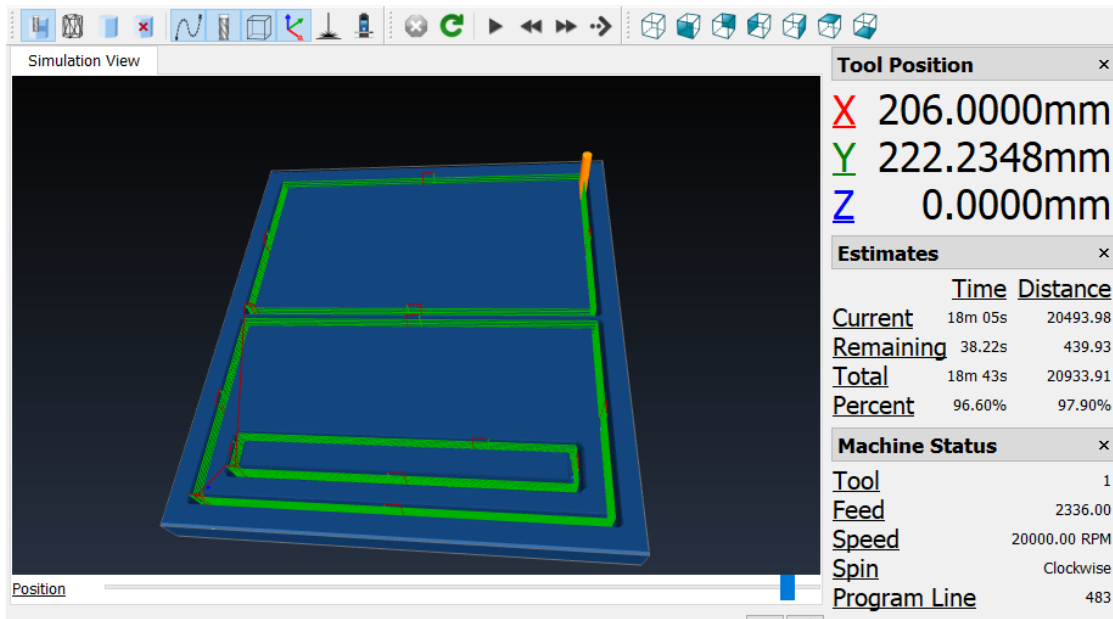 Simulation View
Tool Position ×
X 206.0000mm
Y 222.2348mm
Z 0.0000mm
Estimates ×
Time Distance
Current 18m 05s 20493.98
Remaining 38.22s 439.93
Total 18m 43s 20933.91
Percent 96.60% 97.90%
Machine Status ×
Tool 1
Feed 2336.00
Speed 20000.00 RPM
Spin Clockwise
Program Line 483
Position